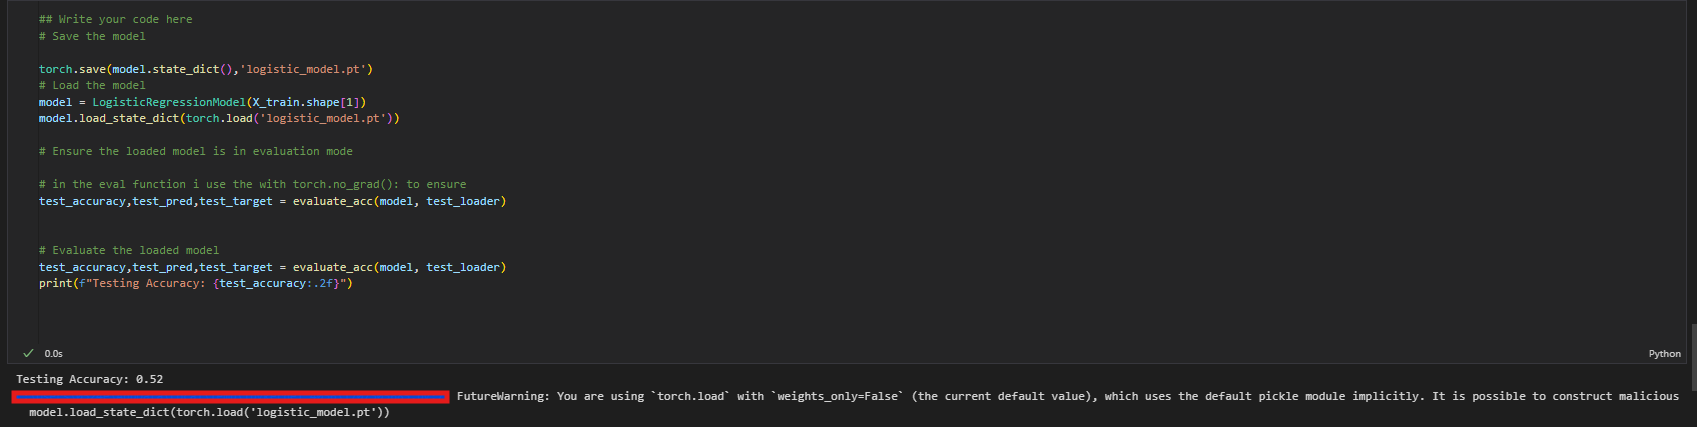 ## Write your code here
# Save the model
torch.save(model.state_dict(),'logistic_model.pt')
# Load the model
model = LogisticRegressionModel(X_train.shape[1])
model.load_state_dict(torch.load('logistic_model.pt'))
# Ensure the loaded model is in evaluation mode
# in the eval function i use the with torch.no_grad(): to ensure
test_accuracy,test_pred,test_target = evaluate_acc(model, test_loader)
# Evaluate the loaded model
test_accuracy,test_pred,test_target = evaluate_acc(model, test_loader)
print(f"Testing Accuracy: {test_accuracy:.2f}")
0.0s
Python
Testing Accuracy: 0.52
FutureWarning: You are using `torch.load` with `weights_only=False` (the current default value), which uses the default pickle module implicitly. It is possible to construct malicious
model.load_state_dict(torch.load('logistic_model.pt'))